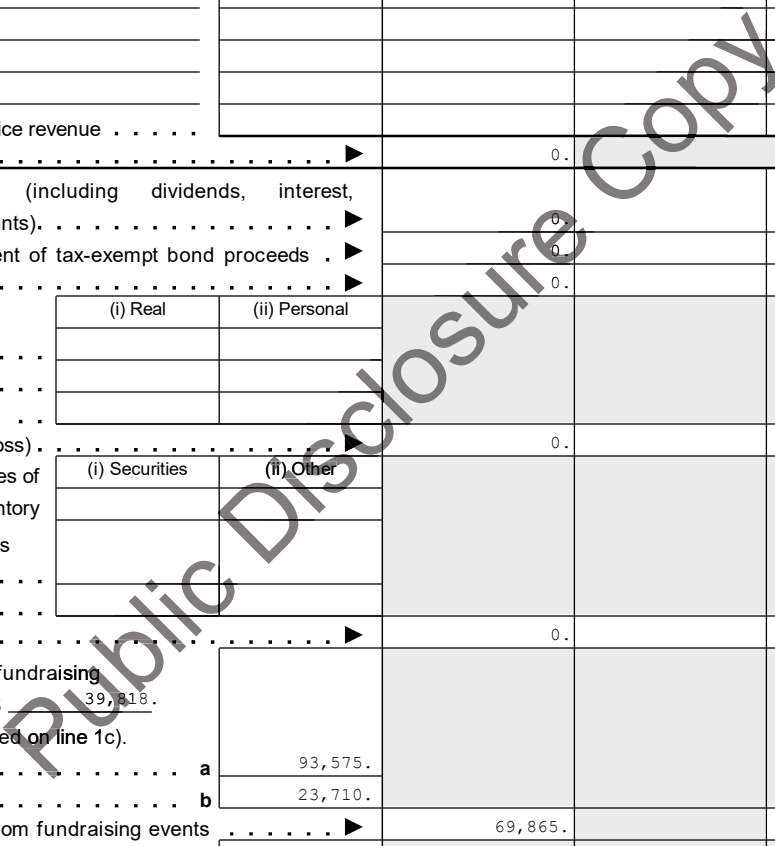 ice revenue . . . . .
. . . . . . . . . . . . . . . . . . . ▶ 0.
(including dividends, interest,
nts). . . . . . . . . . . . . . . . . ▶ 0.
ent of tax-exempt bond proceeds . ▶ 0.
. . . . . . . . . . . . . . . . . . . ▶ 0.
(i) Real (ii) Personal
. . .
. . .
. .
oss) . . . . . . . . . . . . . . . . . ▶ 0.
(i) Securities (ii) Other
es of
ntory
s
. . .
. . .
. . . . . . . . . . . . . . . . . . . ▶ 0.
fundraising
39,818.
ed on line 1c).
. . . . . . . . . . a 93,575.
. . . . . . . . . . b 23,710.
om fundraising events . . . . . . ▶ 69,865.
Public Disclosure Copy